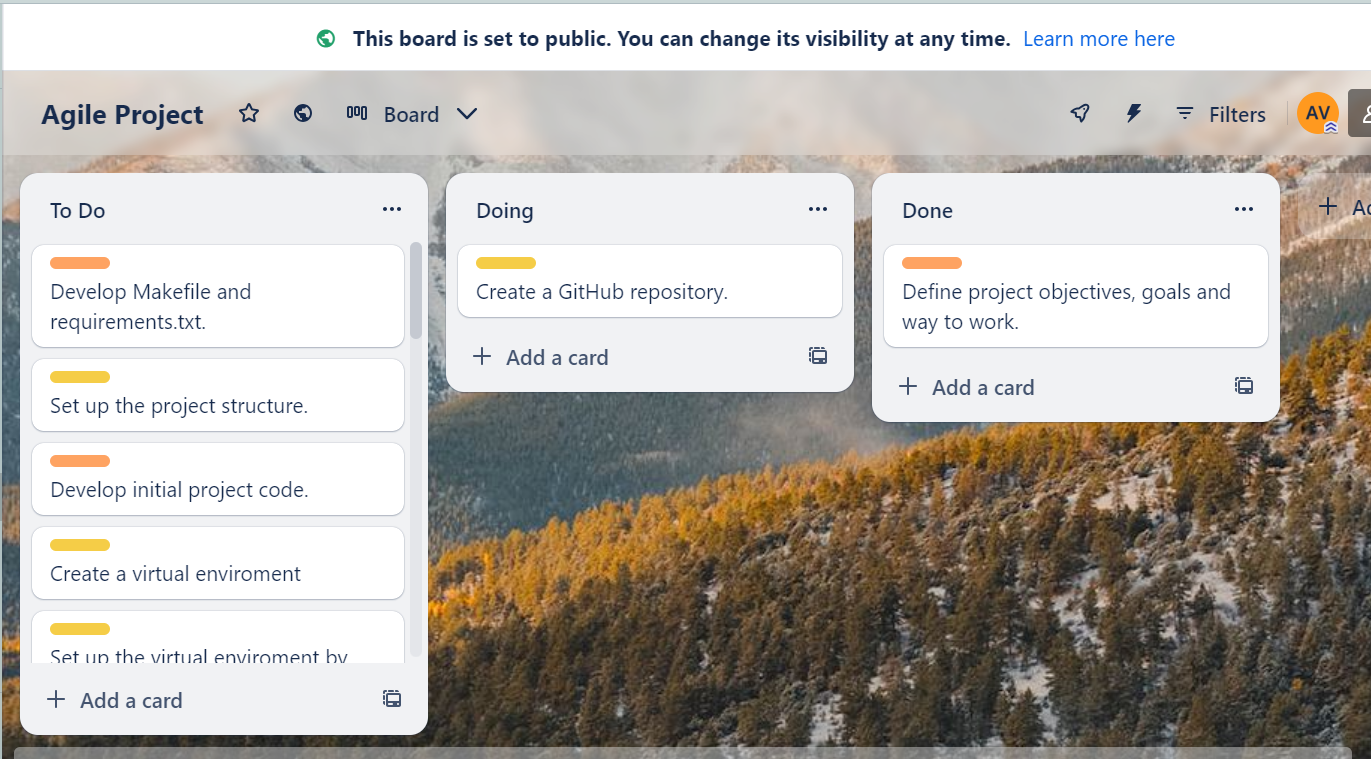 This board is set to public. You can change its visibility at any time. Learn more here
Agile Project
Board
Filters
AV
To Do
Develop Makefile and
requirements.txt.
Set up the project structure.
Develop initial project code.
Create a virtual enviroment
Set up the virtual enviroment by
Add a card
Doing
Create a GitHub repository.
Add a card
Done
Define project objectives, goals and
way to work.
Add a card